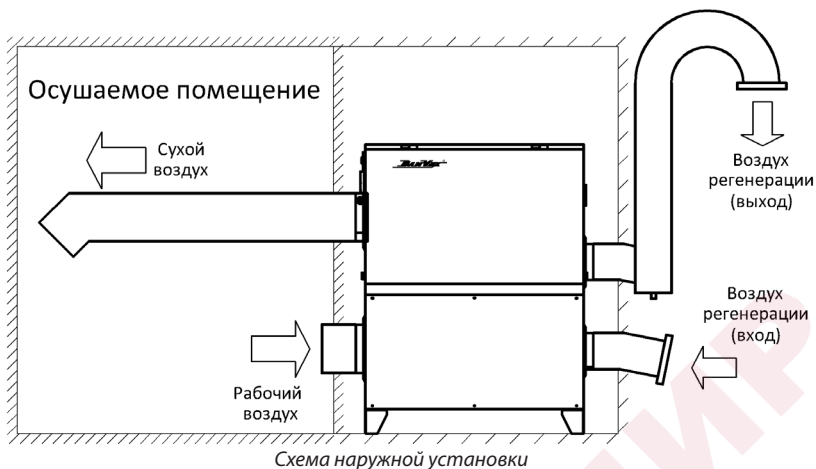 Осушаемое помещение
Сухой
воздух
Воздух
регенерации
(выход)
Воздух
регенерации
(вход)
Рабочий
воздух
Схема наружной установки